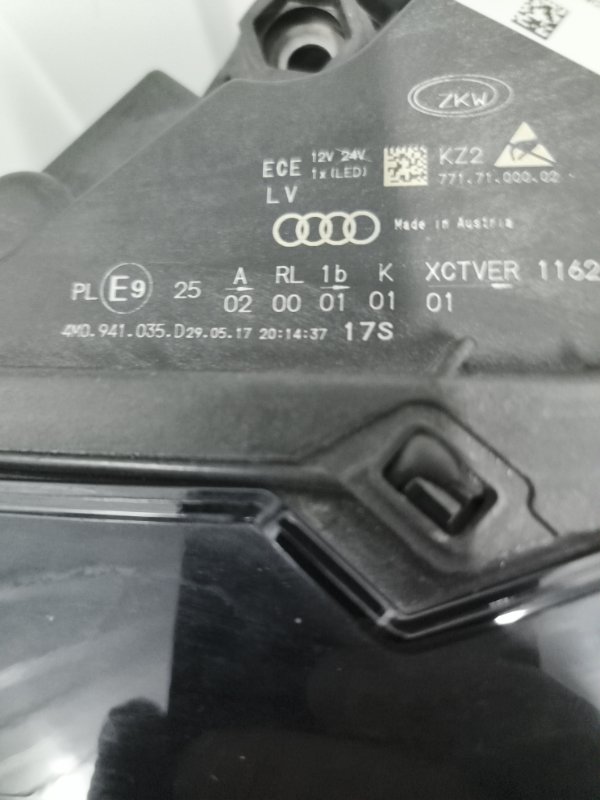 ZKW
ECE 12V 24V
1x(LED)
LV
KZ2
771.71.000.02
Made in Austria
PL E9 25 A RL 1b K XCTVER 1162
02 00 01 01 01
4M0.941.035.D 29.05.17 20:14:37 17S